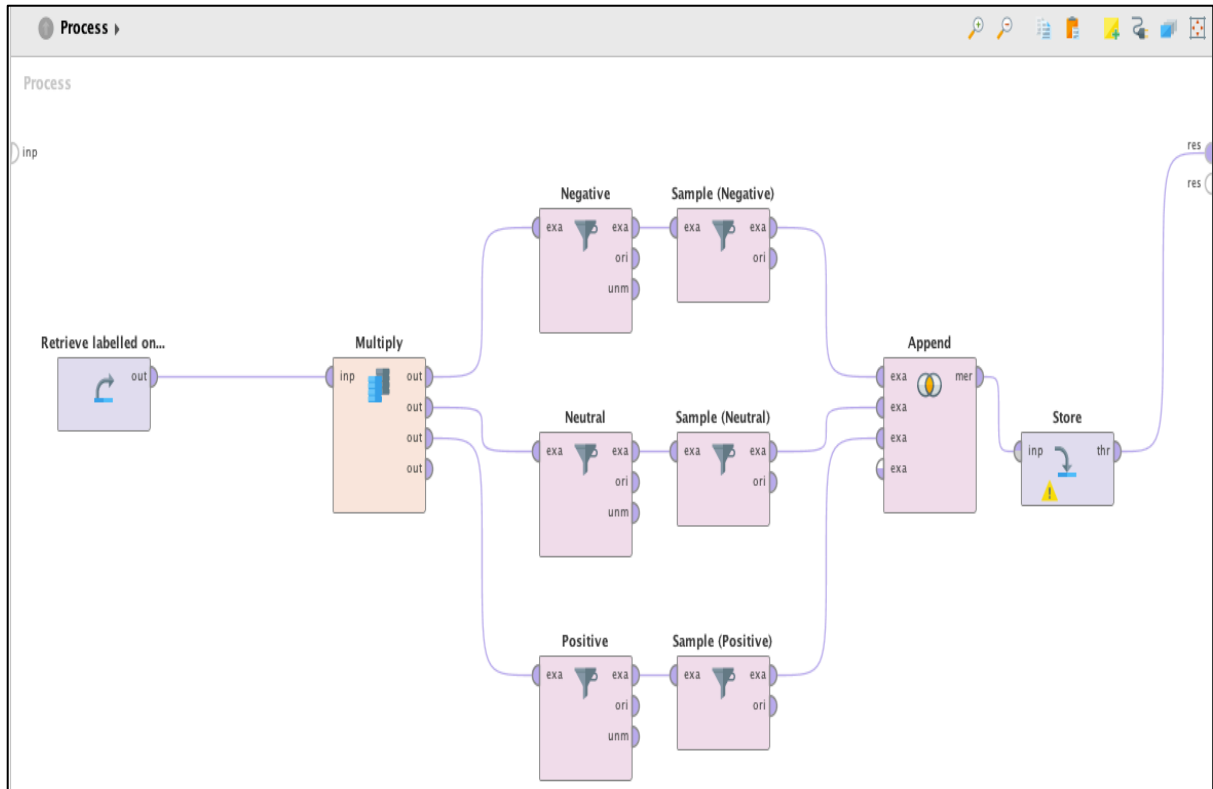 Process
Process
inp
res
res
Negative
exa
exa
ori
unm
Sample (Negative)
exa
exa
ori
Retrieve labelled on...
out
Multiply
inp
out
out
out
out
Neutral
exa
exa
ori
unm
Sample (Neutral)
exa
exa
ori
Append
exa
mer
exa
exa
exa
Store
inp
thr
Positive
exa
exa
ori
unm
Sample (Positive)
exa
exa
ori